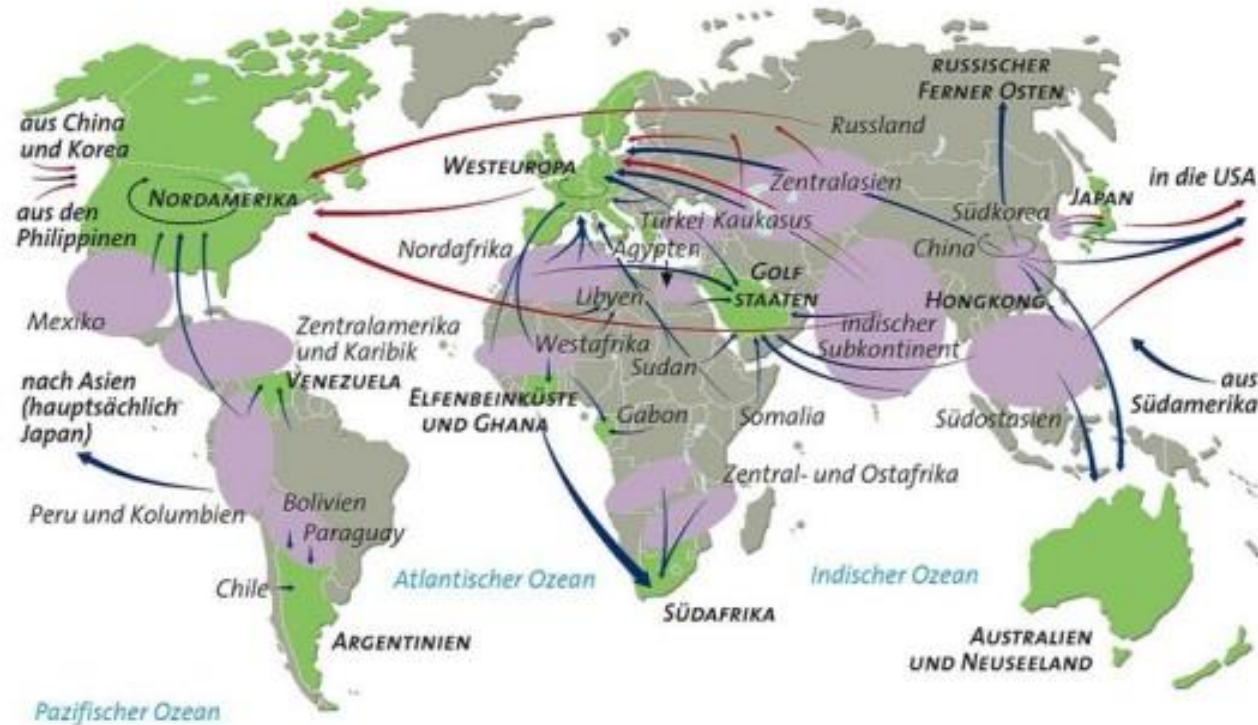 RUSSISCHER
FERNER OSTEN
aus China
und Korea
Russland
WESTEUROPA
NORDAMERIKA
Zentralasien
JAPAN
in die USA
aus den
Philippinen
Südkorea
Türkei Kaukasus
Nordafrika
Ägypten
China
GOLF
STAATEN
Mexiko
Libyen
HONGKONG
Zentralamerika
und Karibik
Westafrika
indischer
Subkontinent
VENEZUELA
Sudan
nach Asien
(hauptsächlich
Japan)
aus
Südamerika
ELFENBEINKÜSTE
UND GHANA
Gabon
Somalia
Südostasien
Zentral- und Ostafrika
Peru und Kolumbien
Bolivien
Paraguay
Chile
Atlantischer Ozean
Indischer Ozean
SÜDAFRIKA
ARGENTINIEN
AUSTRALIEN
UND NEUSEELAND
Pazifischer Ozean